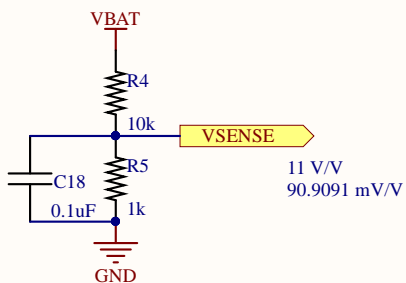 VBAT
R4
10k
VSENSE
R5
11 V/V
C18
90.9091 mV/V
0.1uF
1k
GND